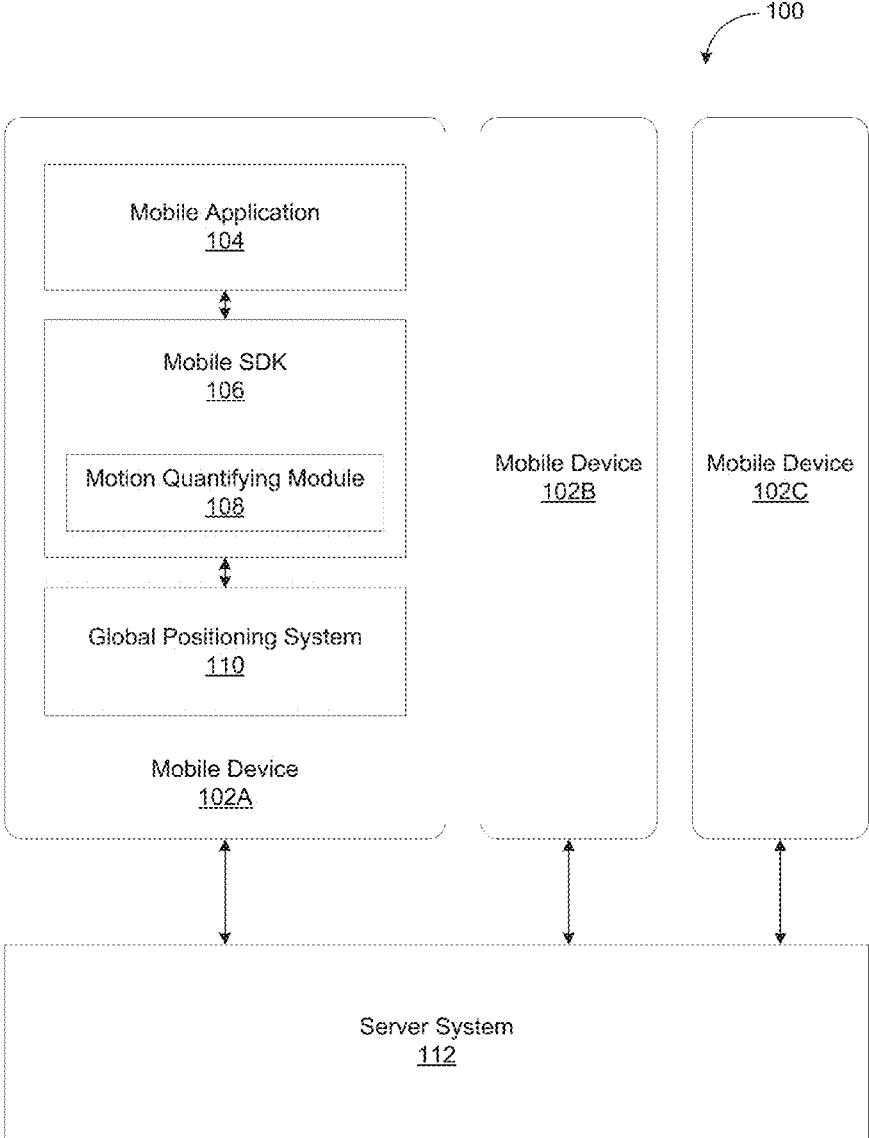 100
Mobile Application
104
Mobile SDK
106
Motion Quantifying Module
108
Global Positioning System
110
Mobile Device
102A
Mobile Device
102B
Mobile Device
102C
Server System
112